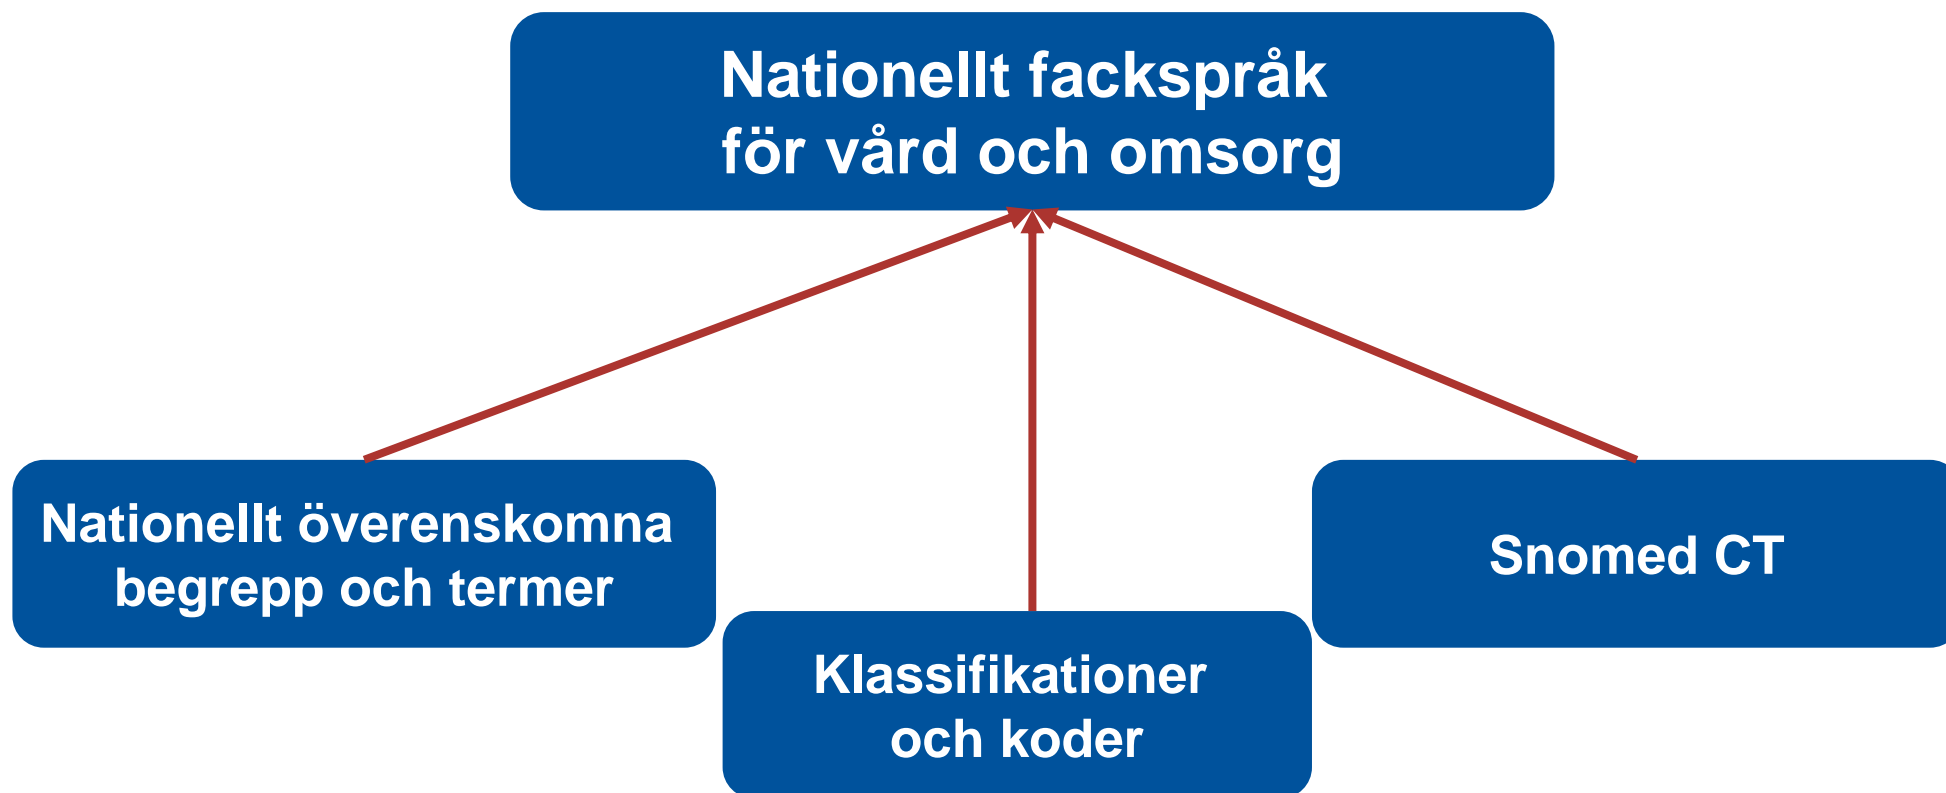 Nationellt fackspråk
för vård och omsorg
Nationellt överenskomna
begrepp och termer
Snomed CT
Klassifikationer
och koder